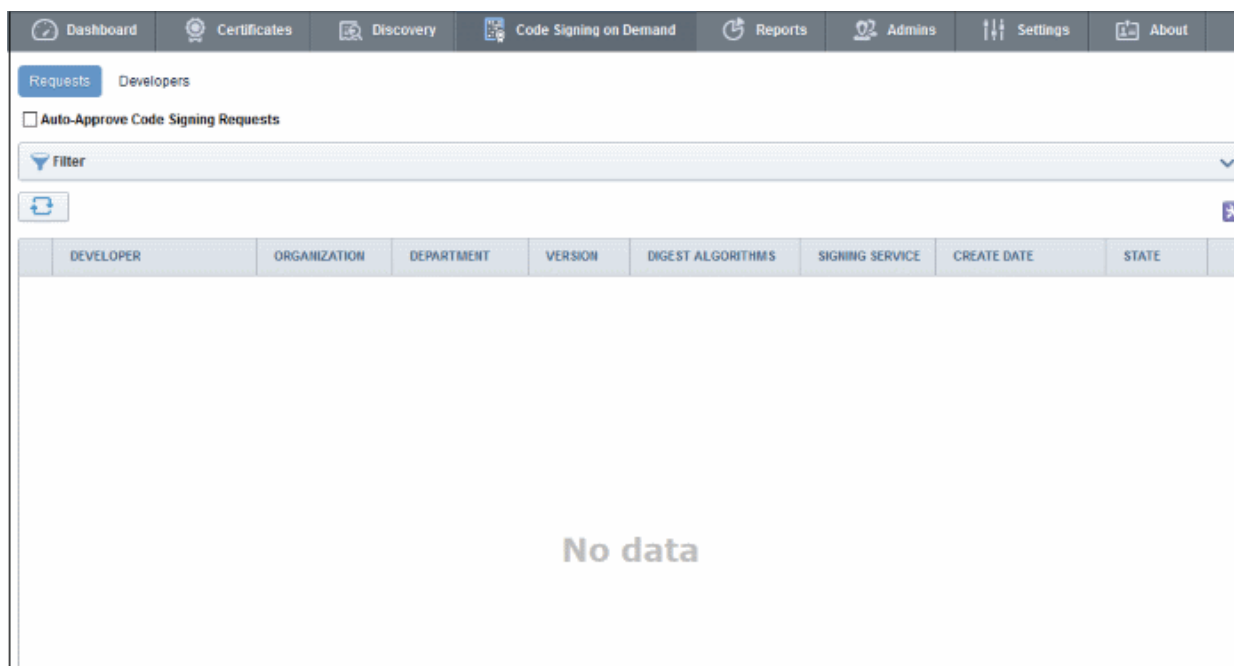 Dashboard Certificates Discovery Code Signing on Demand Reports Admins Settings About
Requests Developers
Auto-Approve Code Signing Requests
Filter
DEVELOPER ORGANIZATION DEPARTMENT VERSION DIGEST ALGORITHMS SIGNING SERVICE CREATE DATE STATE
No data